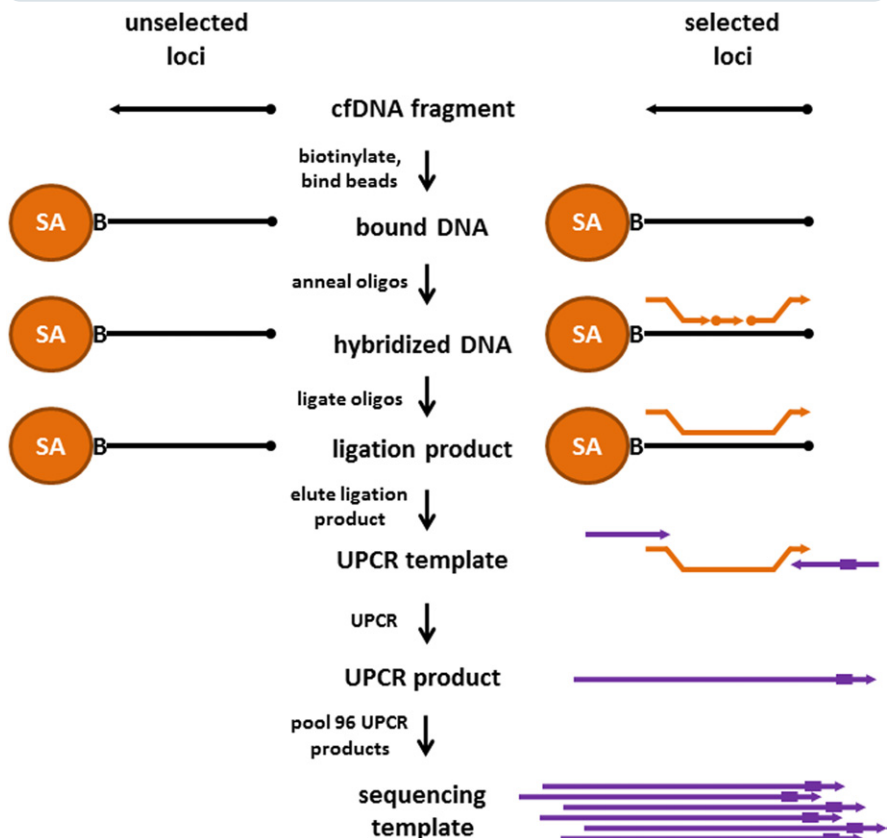 unselected
loci
selected
loci
cfDNA fragment
biotinylate,
bind beads
SA B
bound DNA
SA B
anneal oligos
SA B
hybridized DNA
SA B
ligate oligos
SA B
ligation product
SA B
elute ligation
product
UPCR template
UPCR
UPCR product
pool 96 UPCR
products
sequencing
template